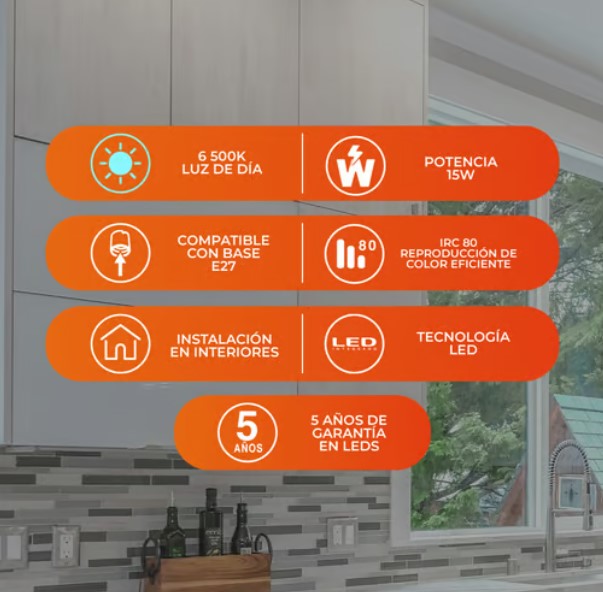 6 500K
LUZ DE DÍA
W
POTENCIA
15W
COMPATIBLE
CON BASE
E27
80
IRC 80
REPRODUCCIÓN DE
COLOR EFICIENTE
INSTALACIÓN
EN INTERIORES
LED
TECNOLOGÍA
LED
5
AÑOS
5 AÑOS DE
GARANTÍA
EN LEDS